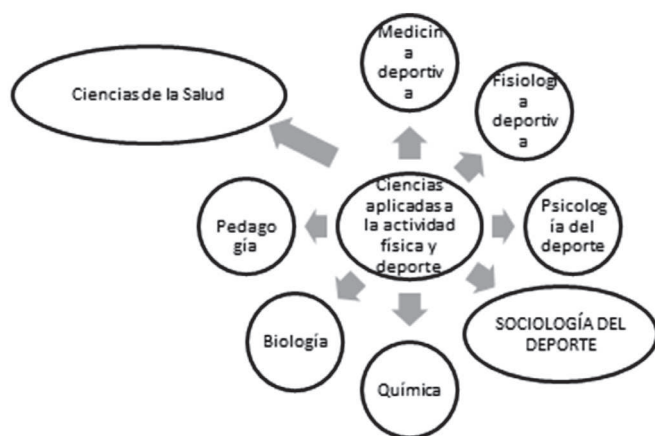 Medicin
a
deportiv
a
Ciencias de la Salud
Fisiologí
a
deportiv
a
Ciencias
aplicadas a
la actividad
física y
deporte
Pedago
gía
Psicolog
ía del
deporte
Biología
SOCIOLOGÍA DEL
DEPORTE
Química